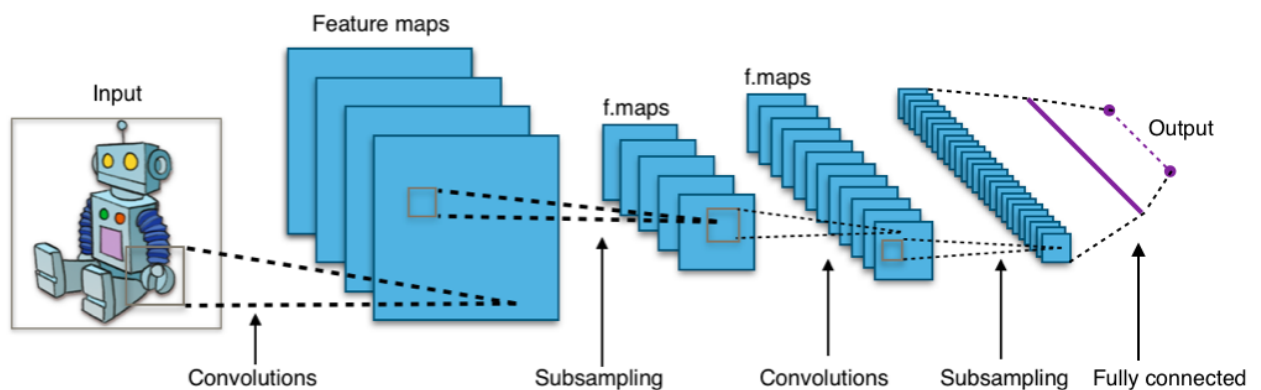 Feature maps
Input
f.maps
f.maps
Output
Convolutions
Subsampling
Convolutions
Subsampling
Fully connected